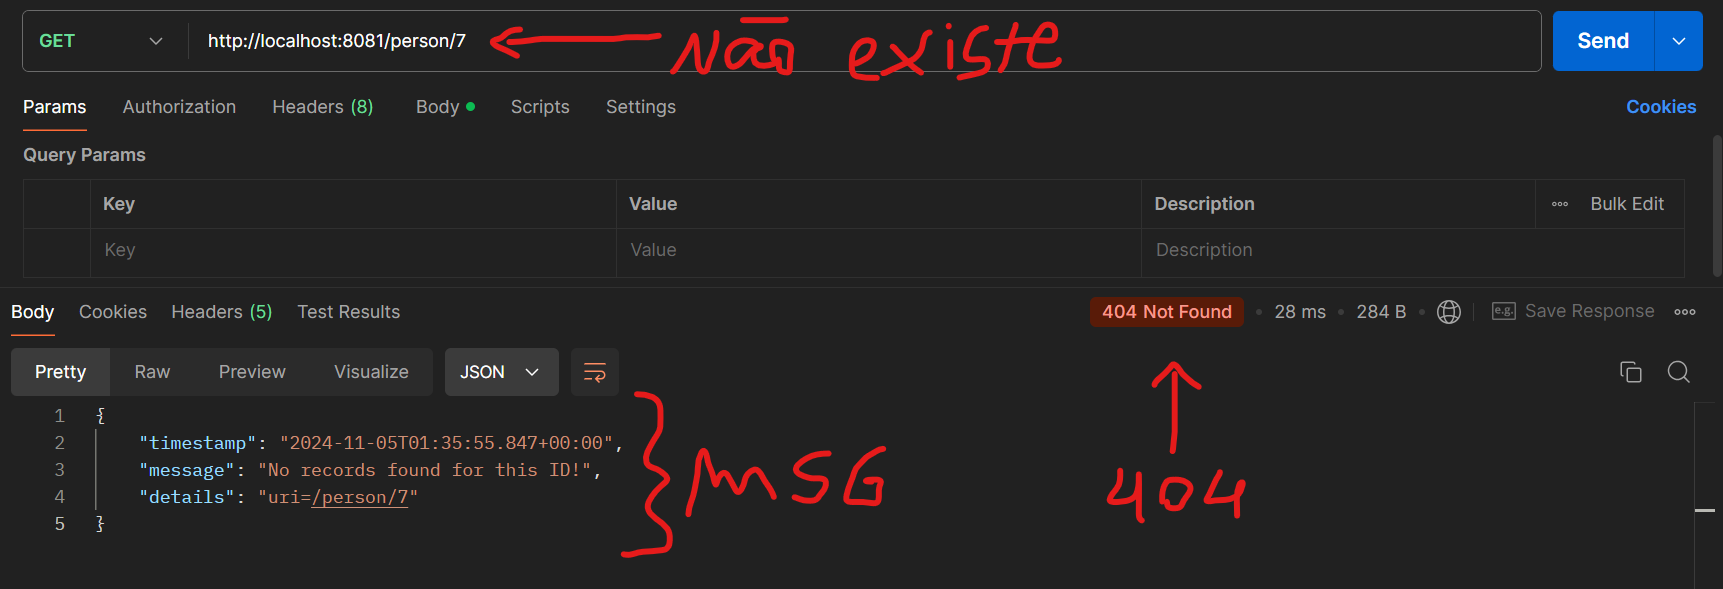 GET http://localhost:8081/person/7 Não existe Send
Params Authorization Headers (8) Body Scripts Settings Cookies
Query Params
Key Value Description Bulk Edit
Key Value Description
Body Cookies Headers (5) Test Results 404 Not Found 28 ms 284 B e.g. Save Response
Pretty Raw Preview Visualize JSON
1 {
2 "timestamp": "2024-11-05T01:35:55.847+00:00",
3 "message": "No records found for this ID!",
4 "details": "uri=/person/7"
5 }
MSG
404